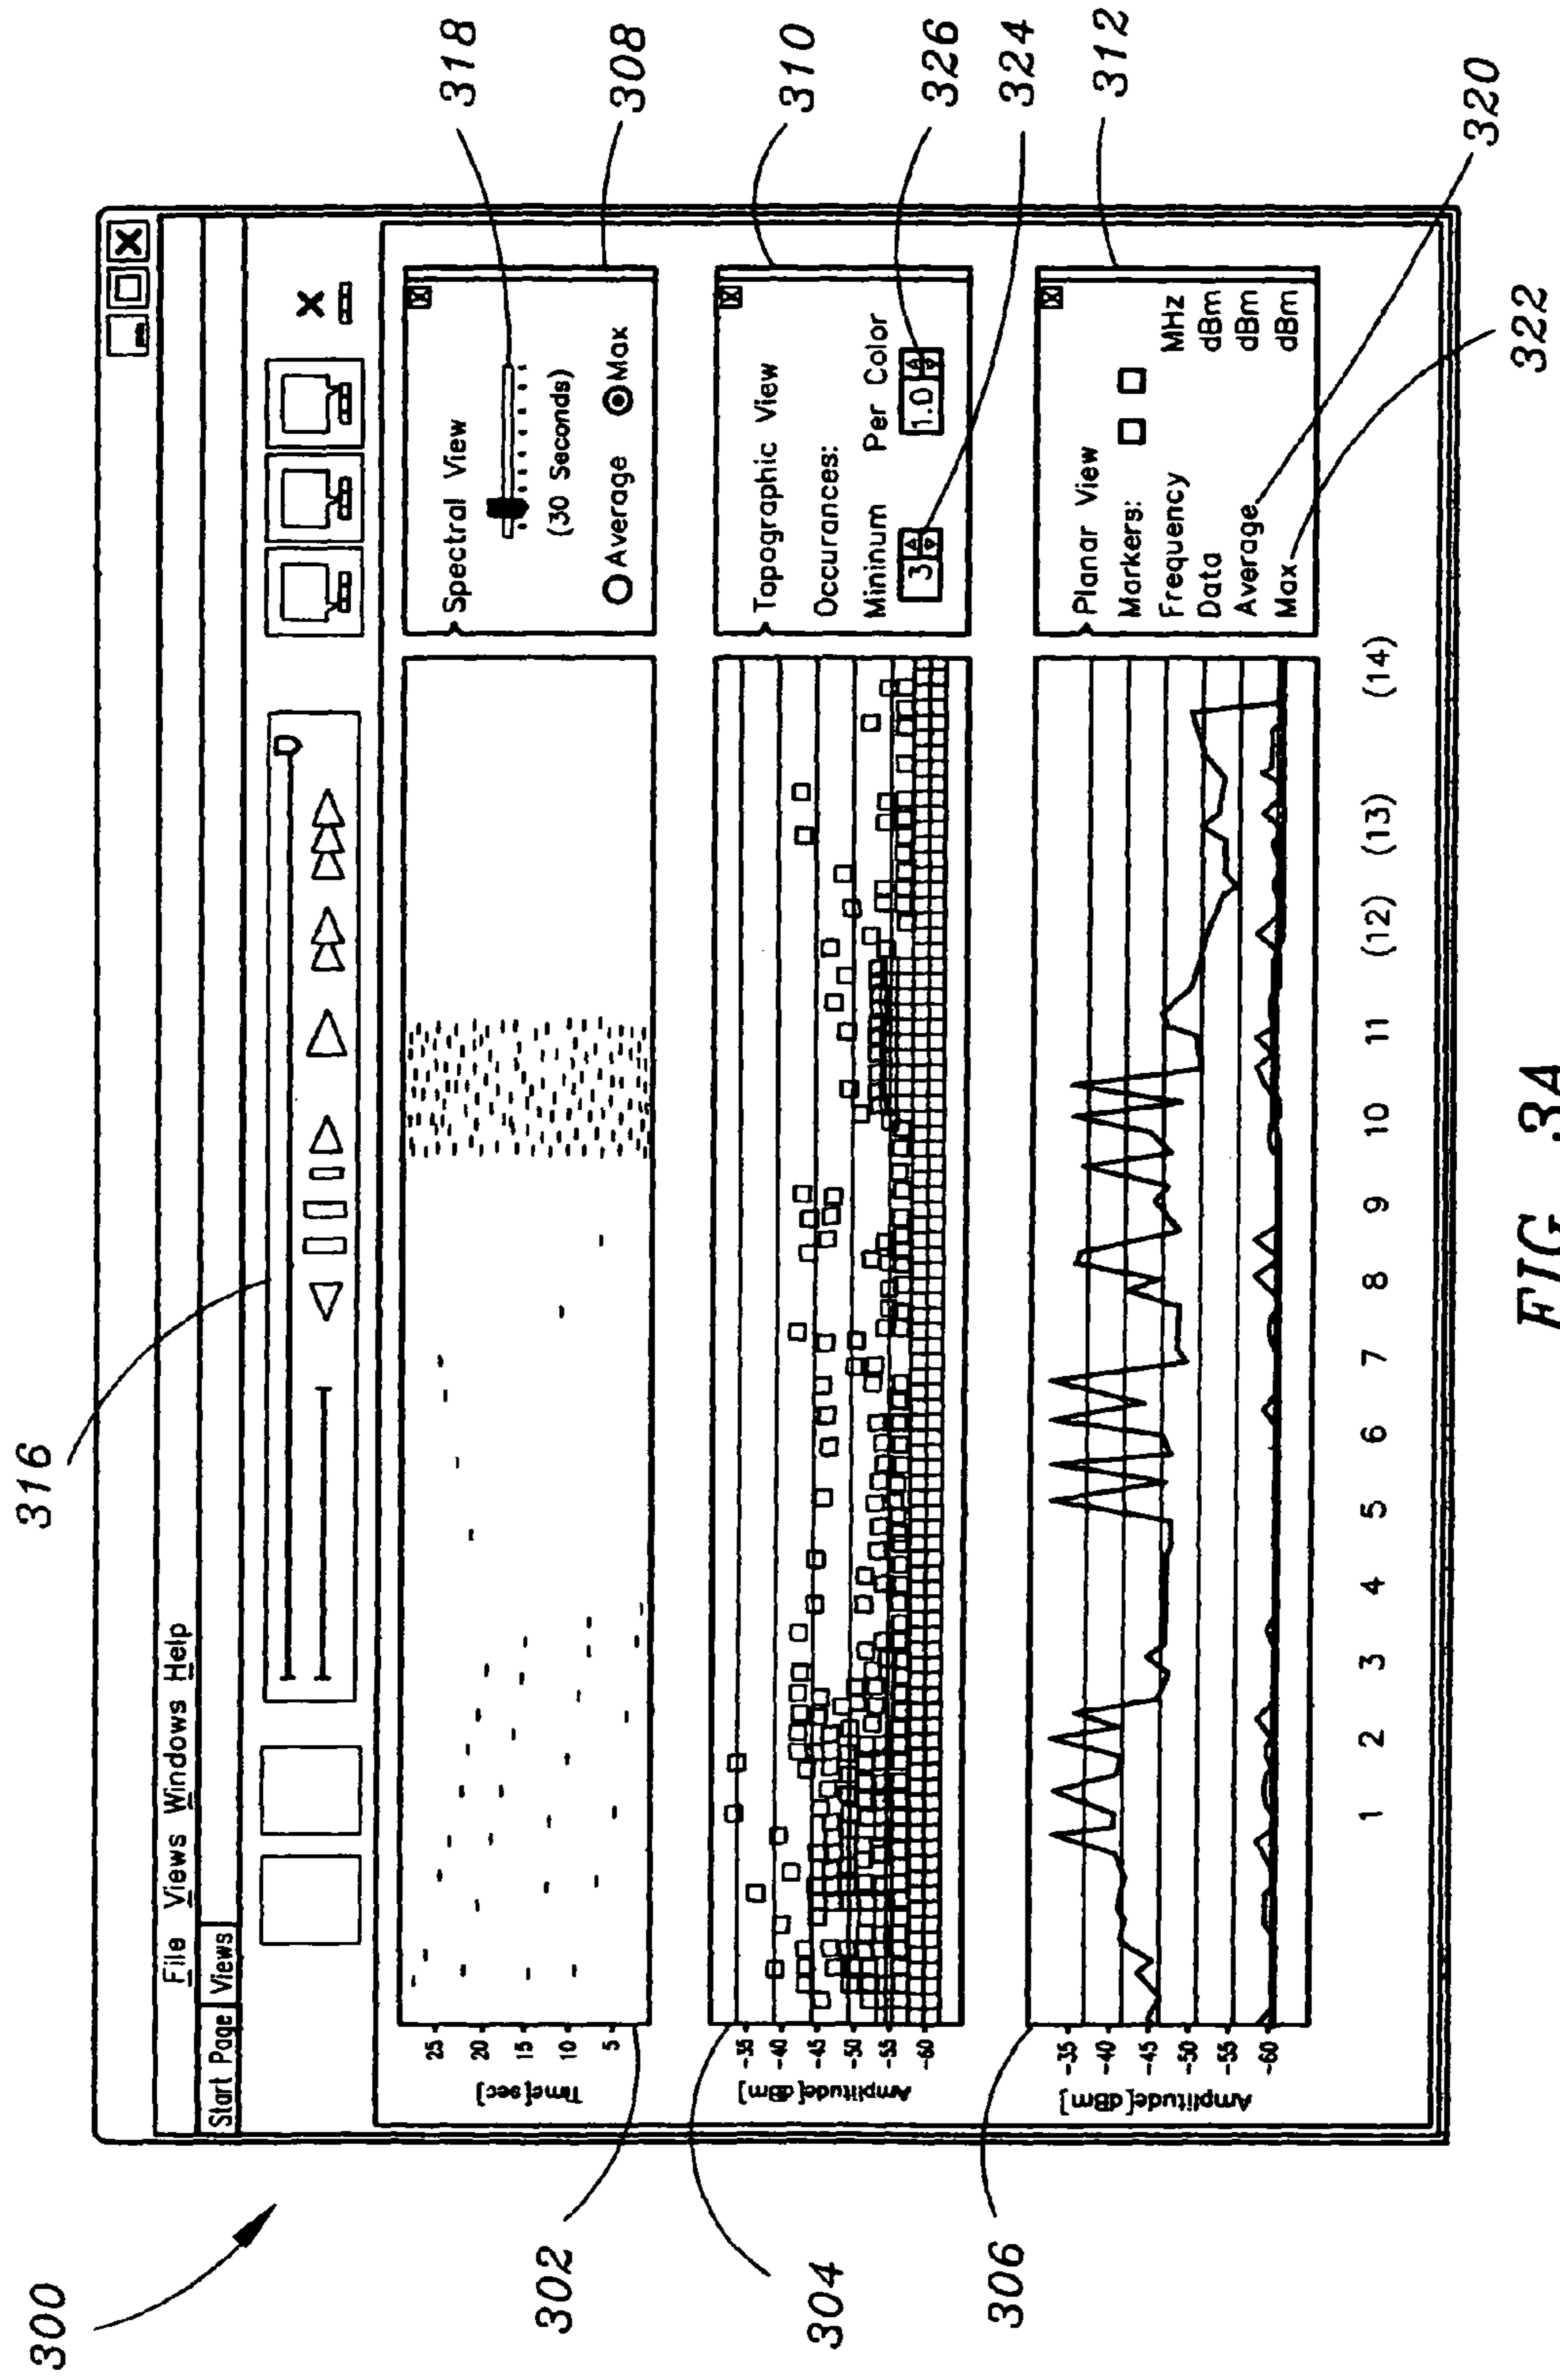 300
316
File Views Windows Help
Start Page
Views
X
X
318
308
310
326
324
312
320
322
302
304
306
25
20
15
10
5
Time[sec]
Spectral View
(30 Seconds)
Average
Max
-35
-40
-45
-50
-55
-60
Amplitude[dBm]
Topographic View
Occurances:
Mininum
Per Color
3
1.0
-35
-40
-45
-50
-55
-60
Amplitude[dBm]
Planar View
Markers:
Frequency MHz
Data dBm
Average dBm
Max dBm
1 2 3 4 5 6 7 8 9 10 11 (12) (13) (14)
FIG. 3A